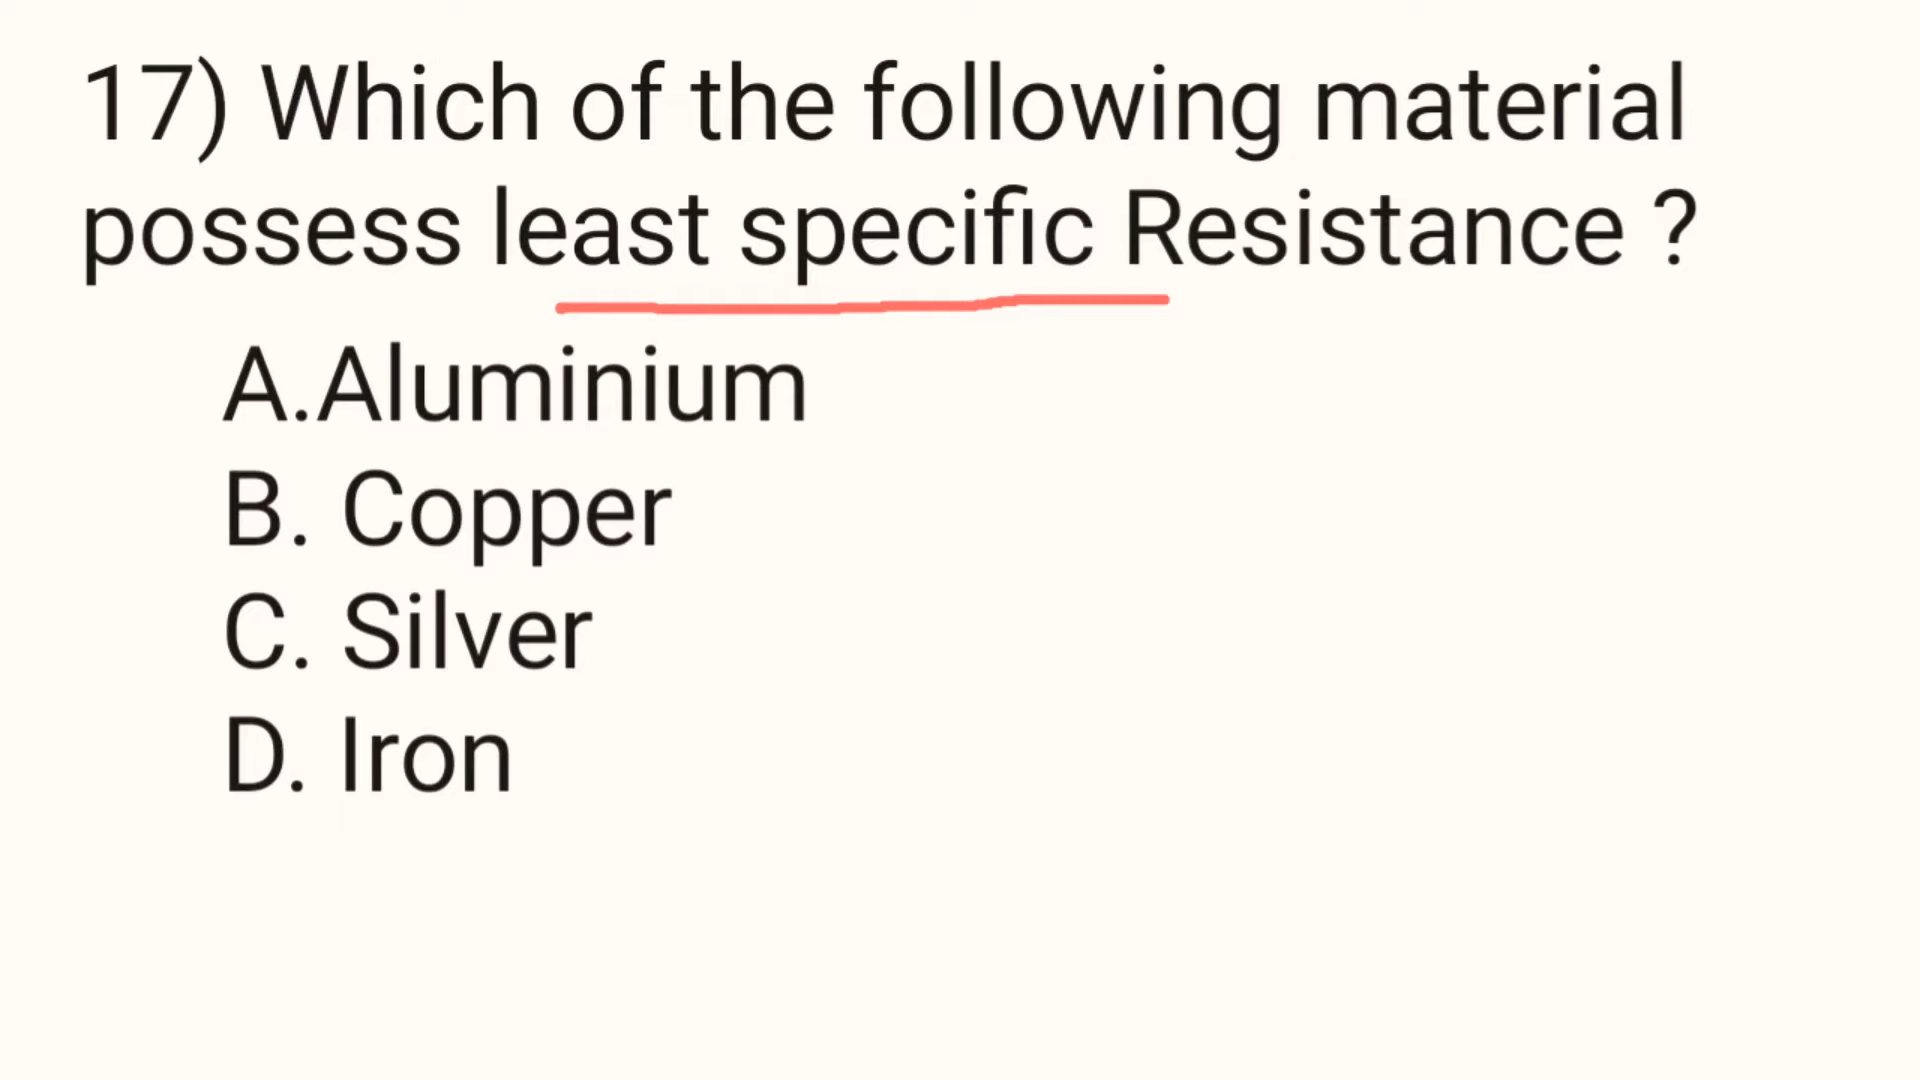 17) Which of the following material
possess least specific Resistance ?
A.Aluminium
B. Copper
C. Silver
D. Iron